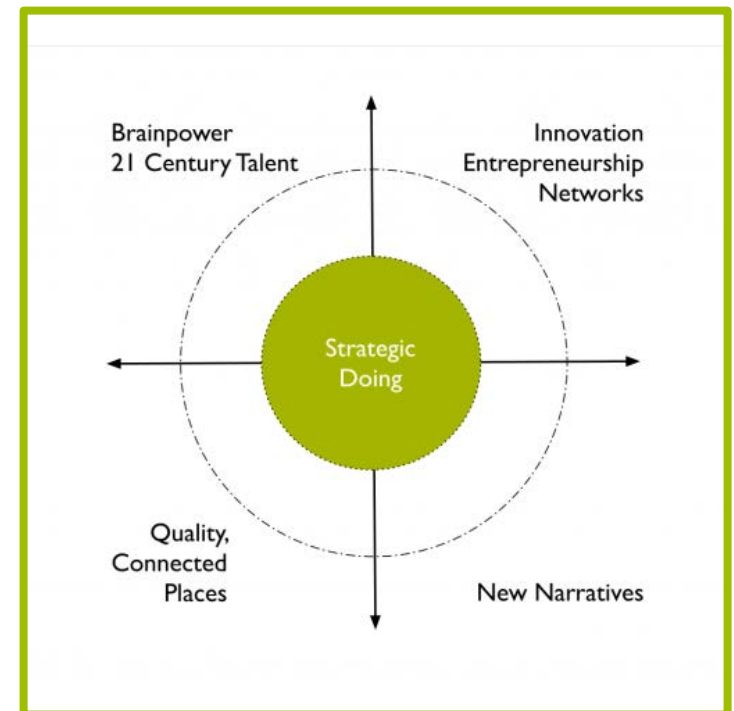 Brainpower
21 Century Talent
Innovation
Entrepreneurship
Networks
Strategic
Doing
Quality,
Connected
Places
New Narratives